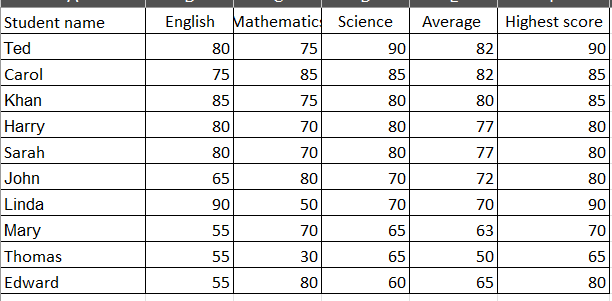 Student name English Mathematics Science Average Highest score
Ted 80 75 90 82 90
Carol 75 85 85 82 85
Khan 85 75 80 80 85
Harry 80 70 80 77 80
Sarah 80 70 80 77 80
John 65 80 70 72 80
Linda 90 50 70 70 90
Mary 55 70 65 63 70
Thomas 55 30 65 50 65
Edward 55 80 60 65 80